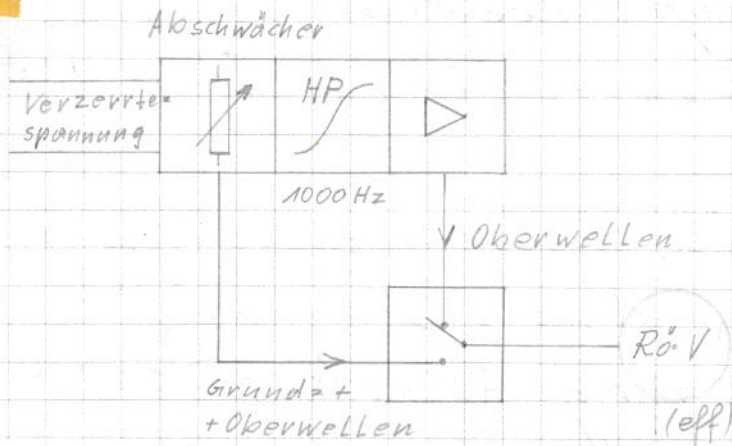 Abschwächer
Verzerrte=
spannung
HP
1000 Hz
Oberwellen
Rö. V
(eff)
Grund= +
+ Oberwellen